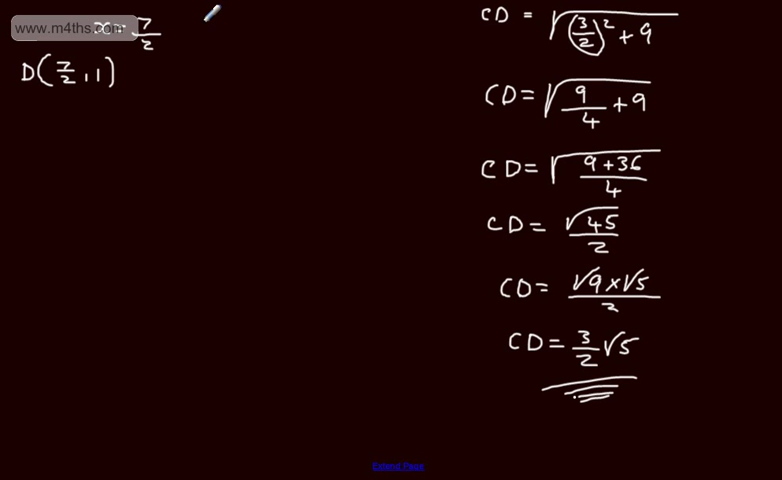 www.m4ths.com
x = 7/2
D(7/2, 1)
CD = √((3/2)² + 9)
CD = √(9/4 + 9)
CD = √((9+36)/4)
CD = √45/2
CD = (√9 × √5)/2
CD = 3/2 √5
Extend Page